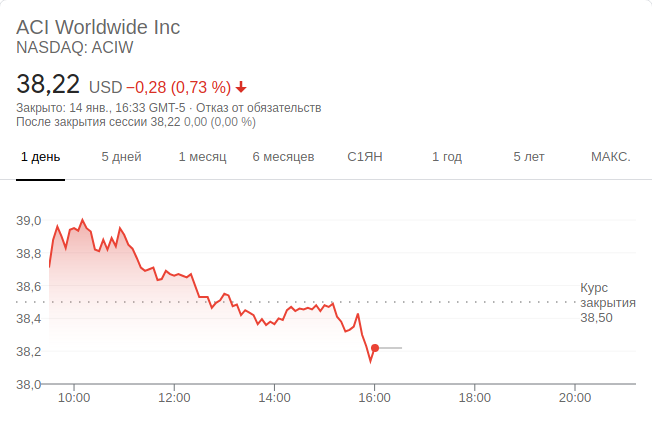 ACI Worldwide Inc
NASDAQ: ACIW
38,22 USD −0,28 (0,73 %)
Закрыто: 14 янв., 16:33 GMT-5 · Отказ от обязательств
После закрытия сессии 38,22 0,00 (0,00 %)
1 день 5 дней 1 месяц 6 месяцев С1ЯН 1 год 5 лет МАКС.
39,0
38,8
38,6
Курс
закрытия
38,50
38,4
38,2
38,0
10:00 12:00 14:00 16:00 18:00 20:00